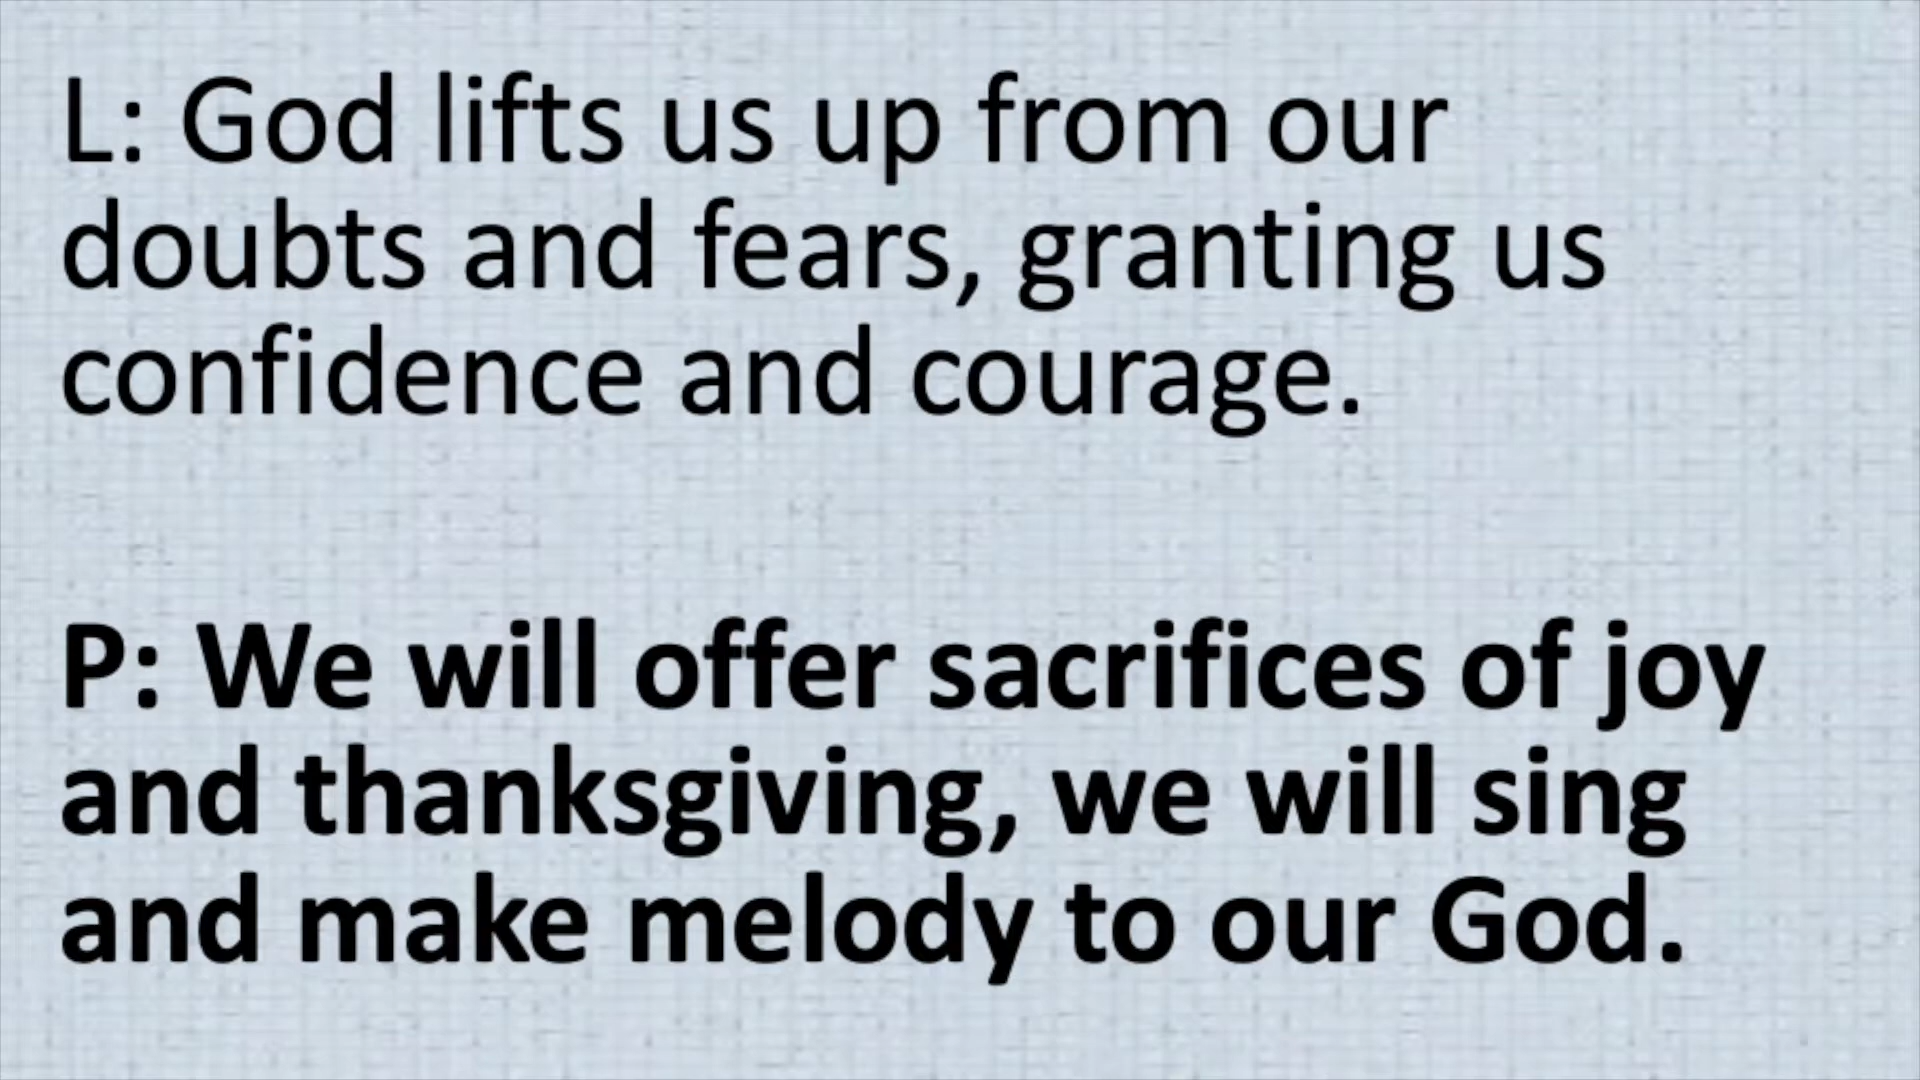 L: God lifts us up from our
doubts and fears, granting us
confidence and courage.
P: We will offer sacrifices of joy
and thanksgiving, we will sing
and make melody to our God.